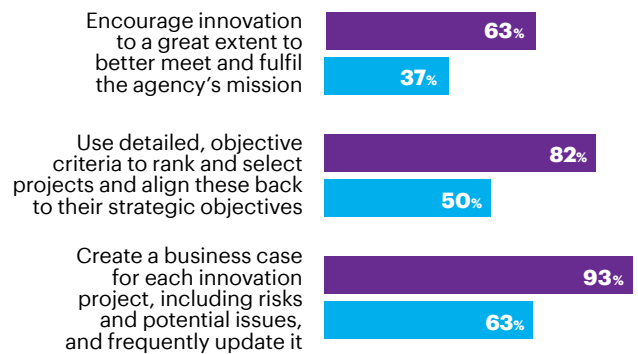 Encourage innovation
to a great extent to
better meet and fulfil
the agency's mission
63%
37%
Use detailed, objective
criteria to rank and select
projects and align these back
to their strategic objectives
82%
50%
Create a business case
for each innovation
project, including risks
and potential issues,
and frequently update it
93%
63%